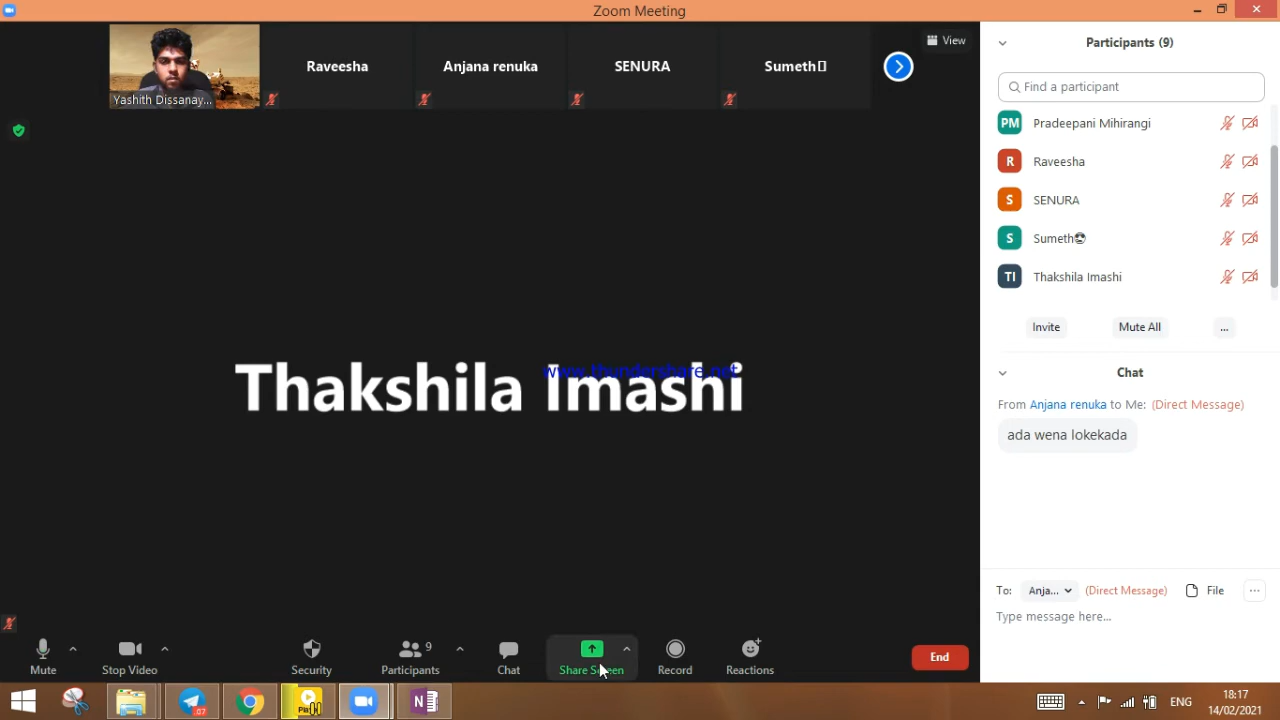 Zoom Meeting
Yashith Dissanay...
Raveesha
Anjana renuka
SENURA
Sumeth
View
Thakshila Imashi
www.thundershare.net
Participants (9)
Find a participant
PM Pradeepani Mihirangi
R Raveesha
S SENURA
S Sumeth😎
TI Thakshila Imashi
Invite
Mute All
...
Chat
From Anjana renuka to Me: (Direct Message)
ada wena lokekada
To: Anja... (Direct Message) File ...
Type message here...
Mute
Stop Video
Security
9
Participants
Chat
Share Screen
Record
Reactions
End
ENG
18:17
14/02/2021